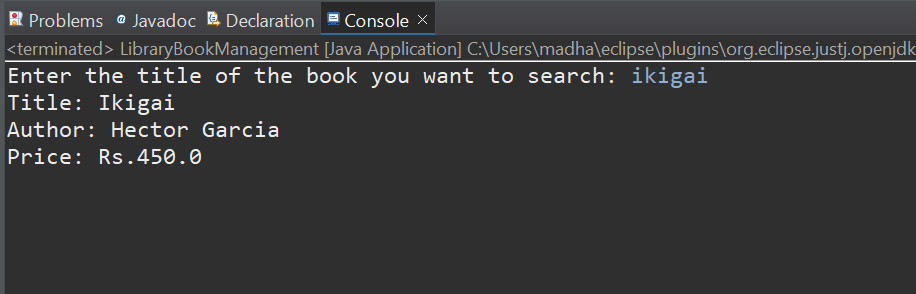 Problems @ Javadoc Declaration Console
<terminated> LibraryBookManagement [Java Application] C:\Users\madha\eclipse\plugins\org.eclipse.justj.openjdk
Enter the title of the book you want to search: ikigai
Title: Ikigai
Author: Hector Garcia
Price: Rs.450.0